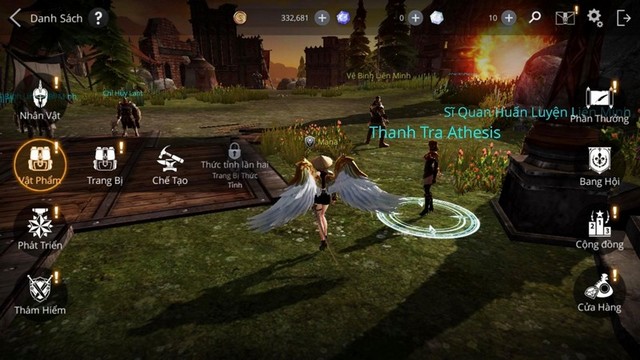 Danh Sách ?
332,681 +
0 +
10 +
Vệ Binh Liên Minh
Chỉ Huy
Sĩ Quan Huấn Luyện
Thanh Tra Athesis
Maria
Nhân Vật
Phần Thưởng
Vật Phẩm
Trang Bị
Chế Tạo
Thức tỉnh lần hai
Trang Bị Thức
Tỉnh
Bang Hội
Phát Triển
Cộng đồng
Thám Hiểm
Cửa Hàng